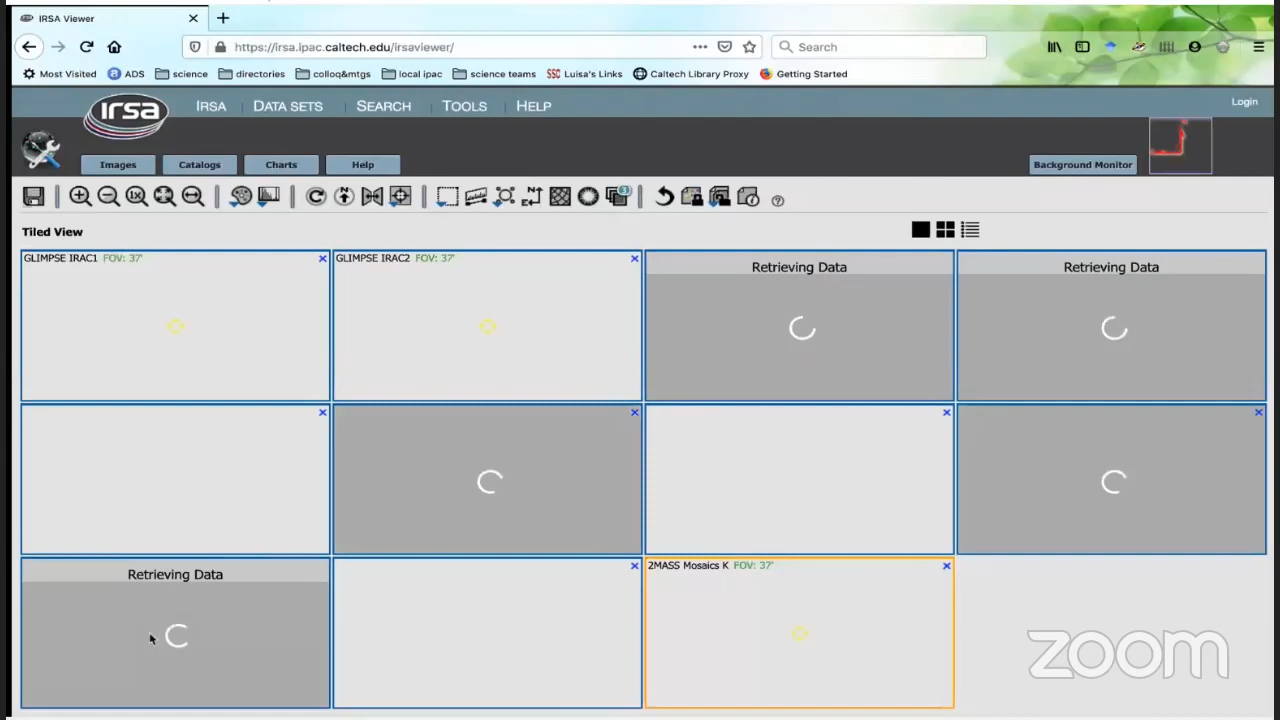 IRSA Viewer
https://irsa.ipac.caltech.edu/irsaviewer/
Search
Most Visited ADS science directories colloq&mtgs local ipac science teams SSC Luisa's Links Caltech Library Proxy Getting Started
irsa IRSA DATA SETS SEARCH TOOLS HELP Login
Images Catalogs Charts Help Background Monitor
Tiled View
GLIMPSE IRAC1 FOV: 37' GLIMPSE IRAC2 FOV: 37'
Retrieving Data Retrieving Data
Retrieving Data
2MASS Mosaics K FOV: 37'
zoom